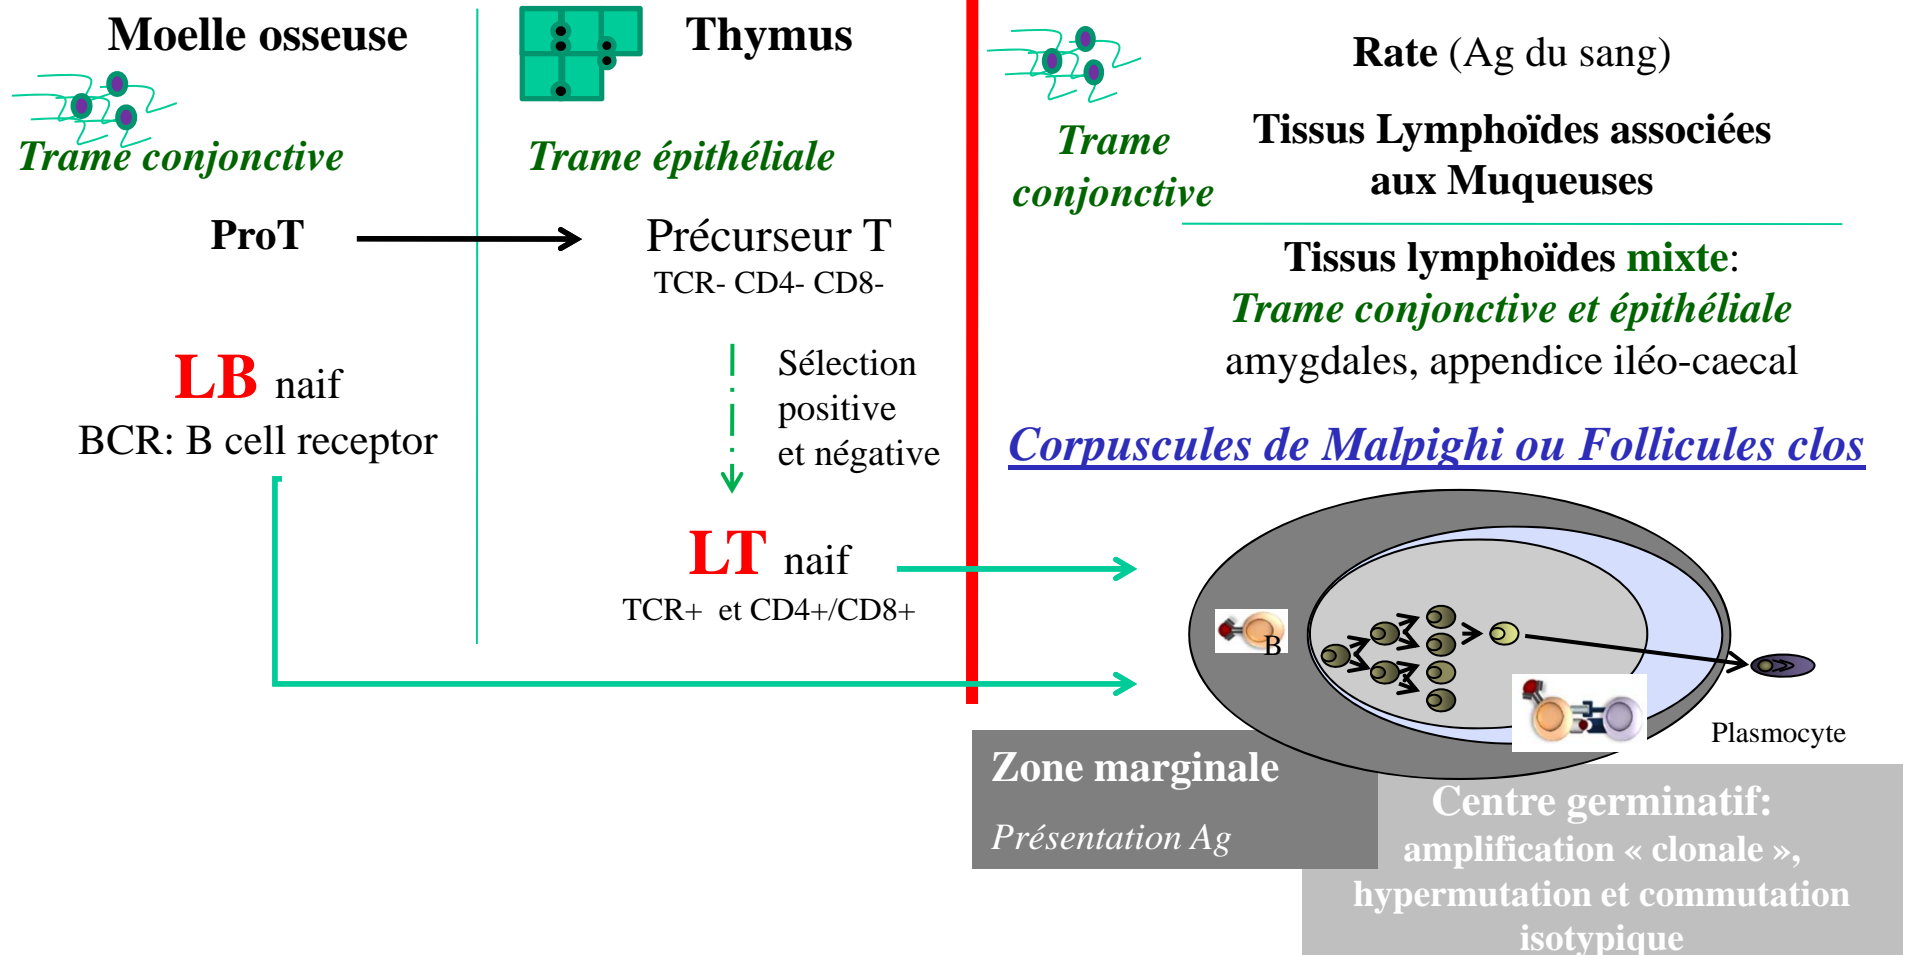 Moelle osseuse
Trame conjonctive
ProT
LB naif
BCR: B cell receptor
Thymus
Trame épithéliale
Précurseur T
TCR- CD4- CD8-
Sélection
positive
et négative
LT naif
TCR+ et CD4+/CD8+
Trame
conjonctive
Rate (Ag du sang)
Tissus Lymphoïdes associées
aux Muqueuses
Tissus lymphoïdes mixte:
Trame conjonctive et épithéliale
amygdales, appendice iléo-caecal
Corpuscules de Malpighi ou Follicules clos
B
Plasmocyte
Zone marginale
Présentation Ag
Centre germinatif:
amplification « clonale »,
hypermutation et commutation
isotypique